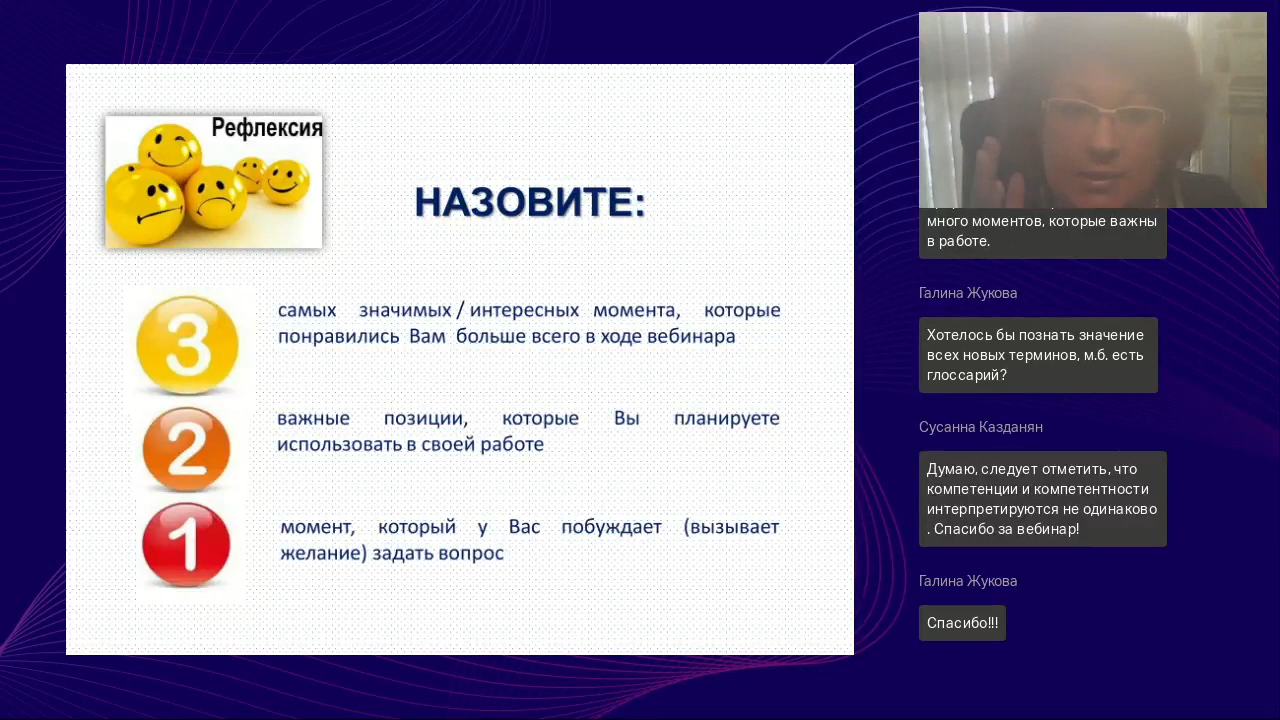 Рефлексия
НАЗОВИТЕ:
3
самых значимых / интересных момента, которые
понравились Вам больше всего в ходе вебинара
2
важные позиции, которые Вы планируете
использовать в своей работе
1
момент, который у Вас побуждает (вызывает
желание) задать вопрос
много моментов, которые важны
в работе.
Галина Жукова
Хотелось бы познать значение
всех новых терминов, м.б. есть
глоссарий?
Сусанна Казданян
Думаю, следует отметить, что
компетенции и компетентности
интерпретируются не одинаково
. Спасибо за вебинар!
Галина Жукова
Спасибо!!!